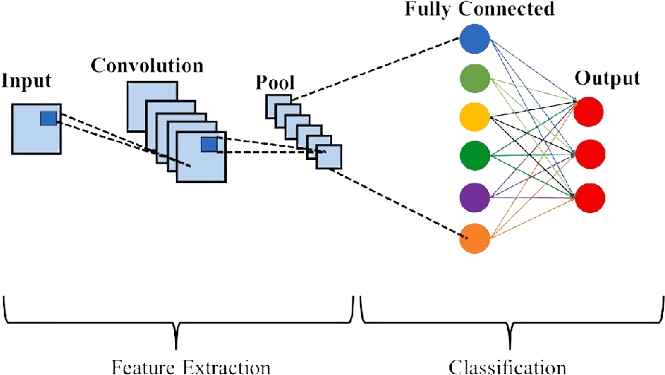 Fully Connected
Input
Convolution
Pool
Output
Feature Extraction
Classification